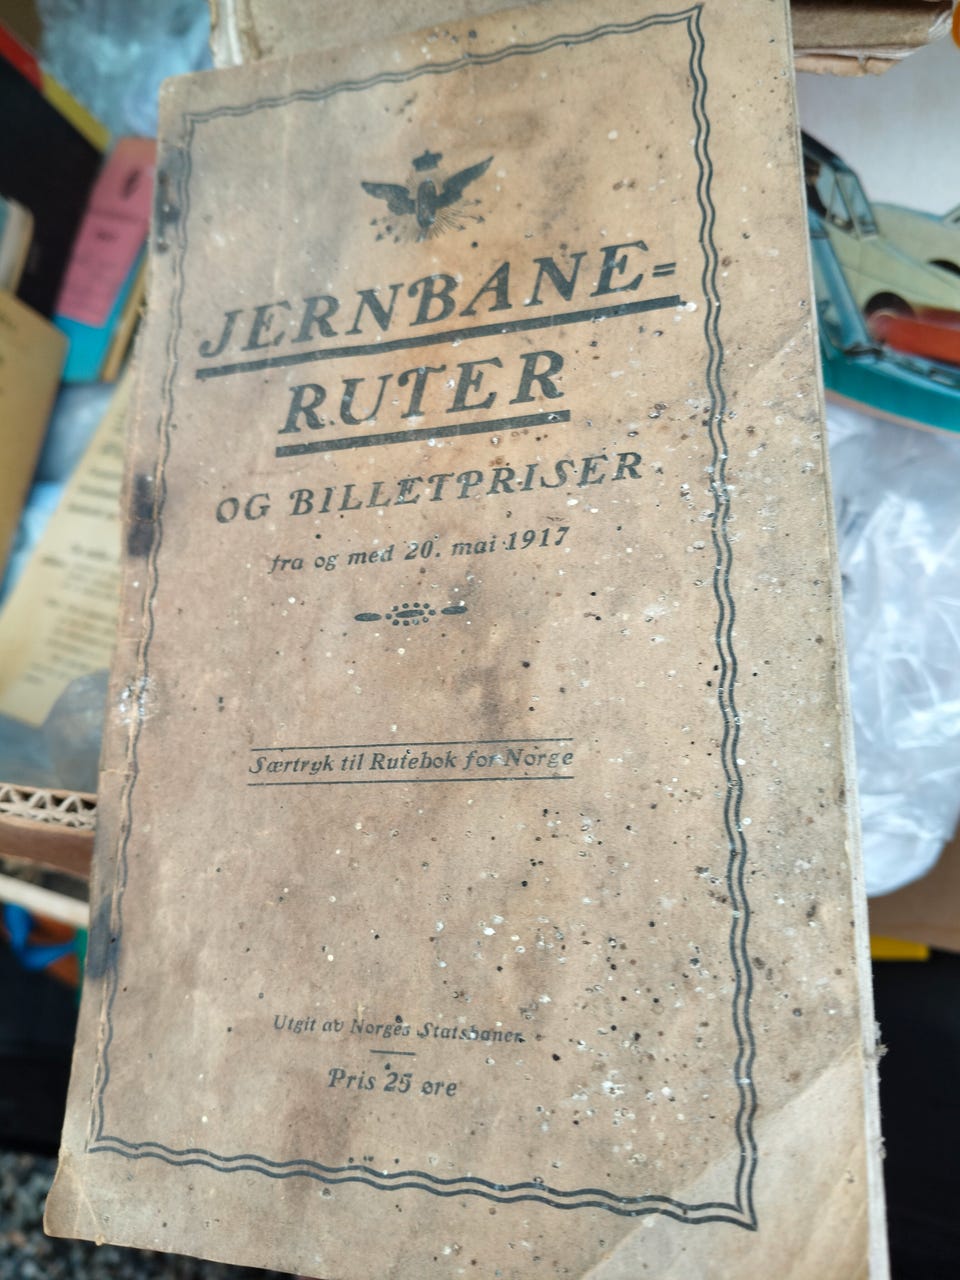 JERNBANE=
RUTER
OG BILLETPRISER
fra og med 20. mai 1917
Særtryk til Rutebok for Norge
Utgit av Norges Statsbaner
Pris 25 øre